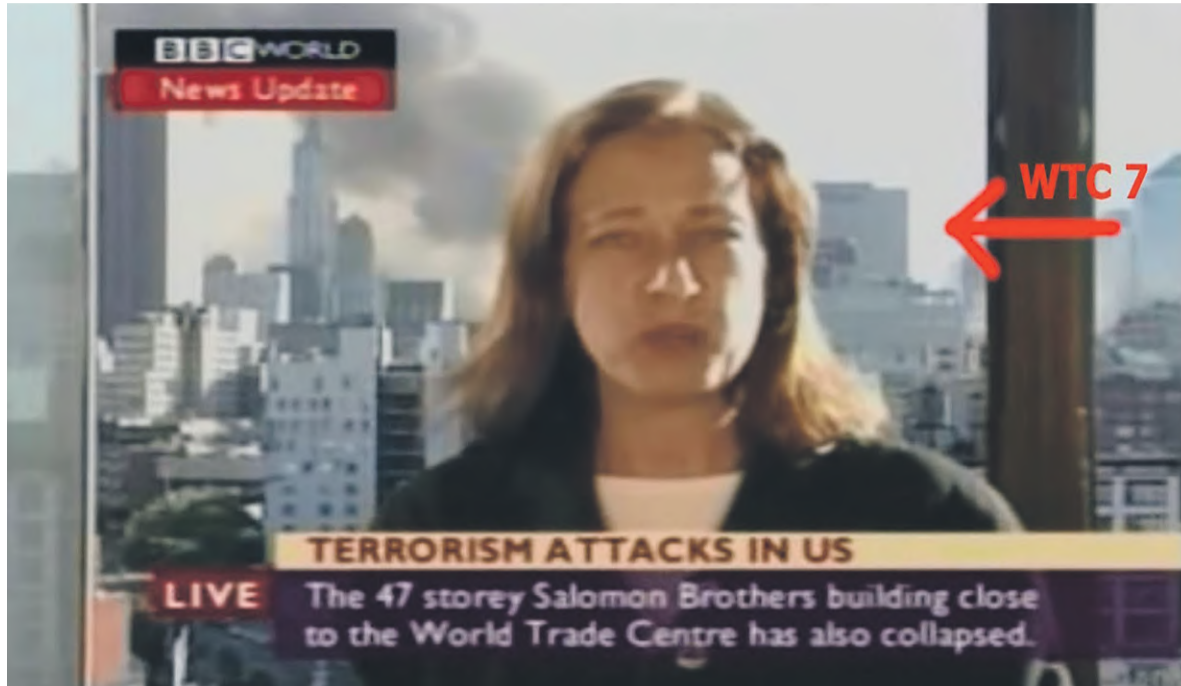 BBC WORLD
News Update
WTC 7
TERRORISM ATTACKS IN US
LIVE
The 47 storey Salomon Brothers building close
to the World Trade Centre has also collapsed.